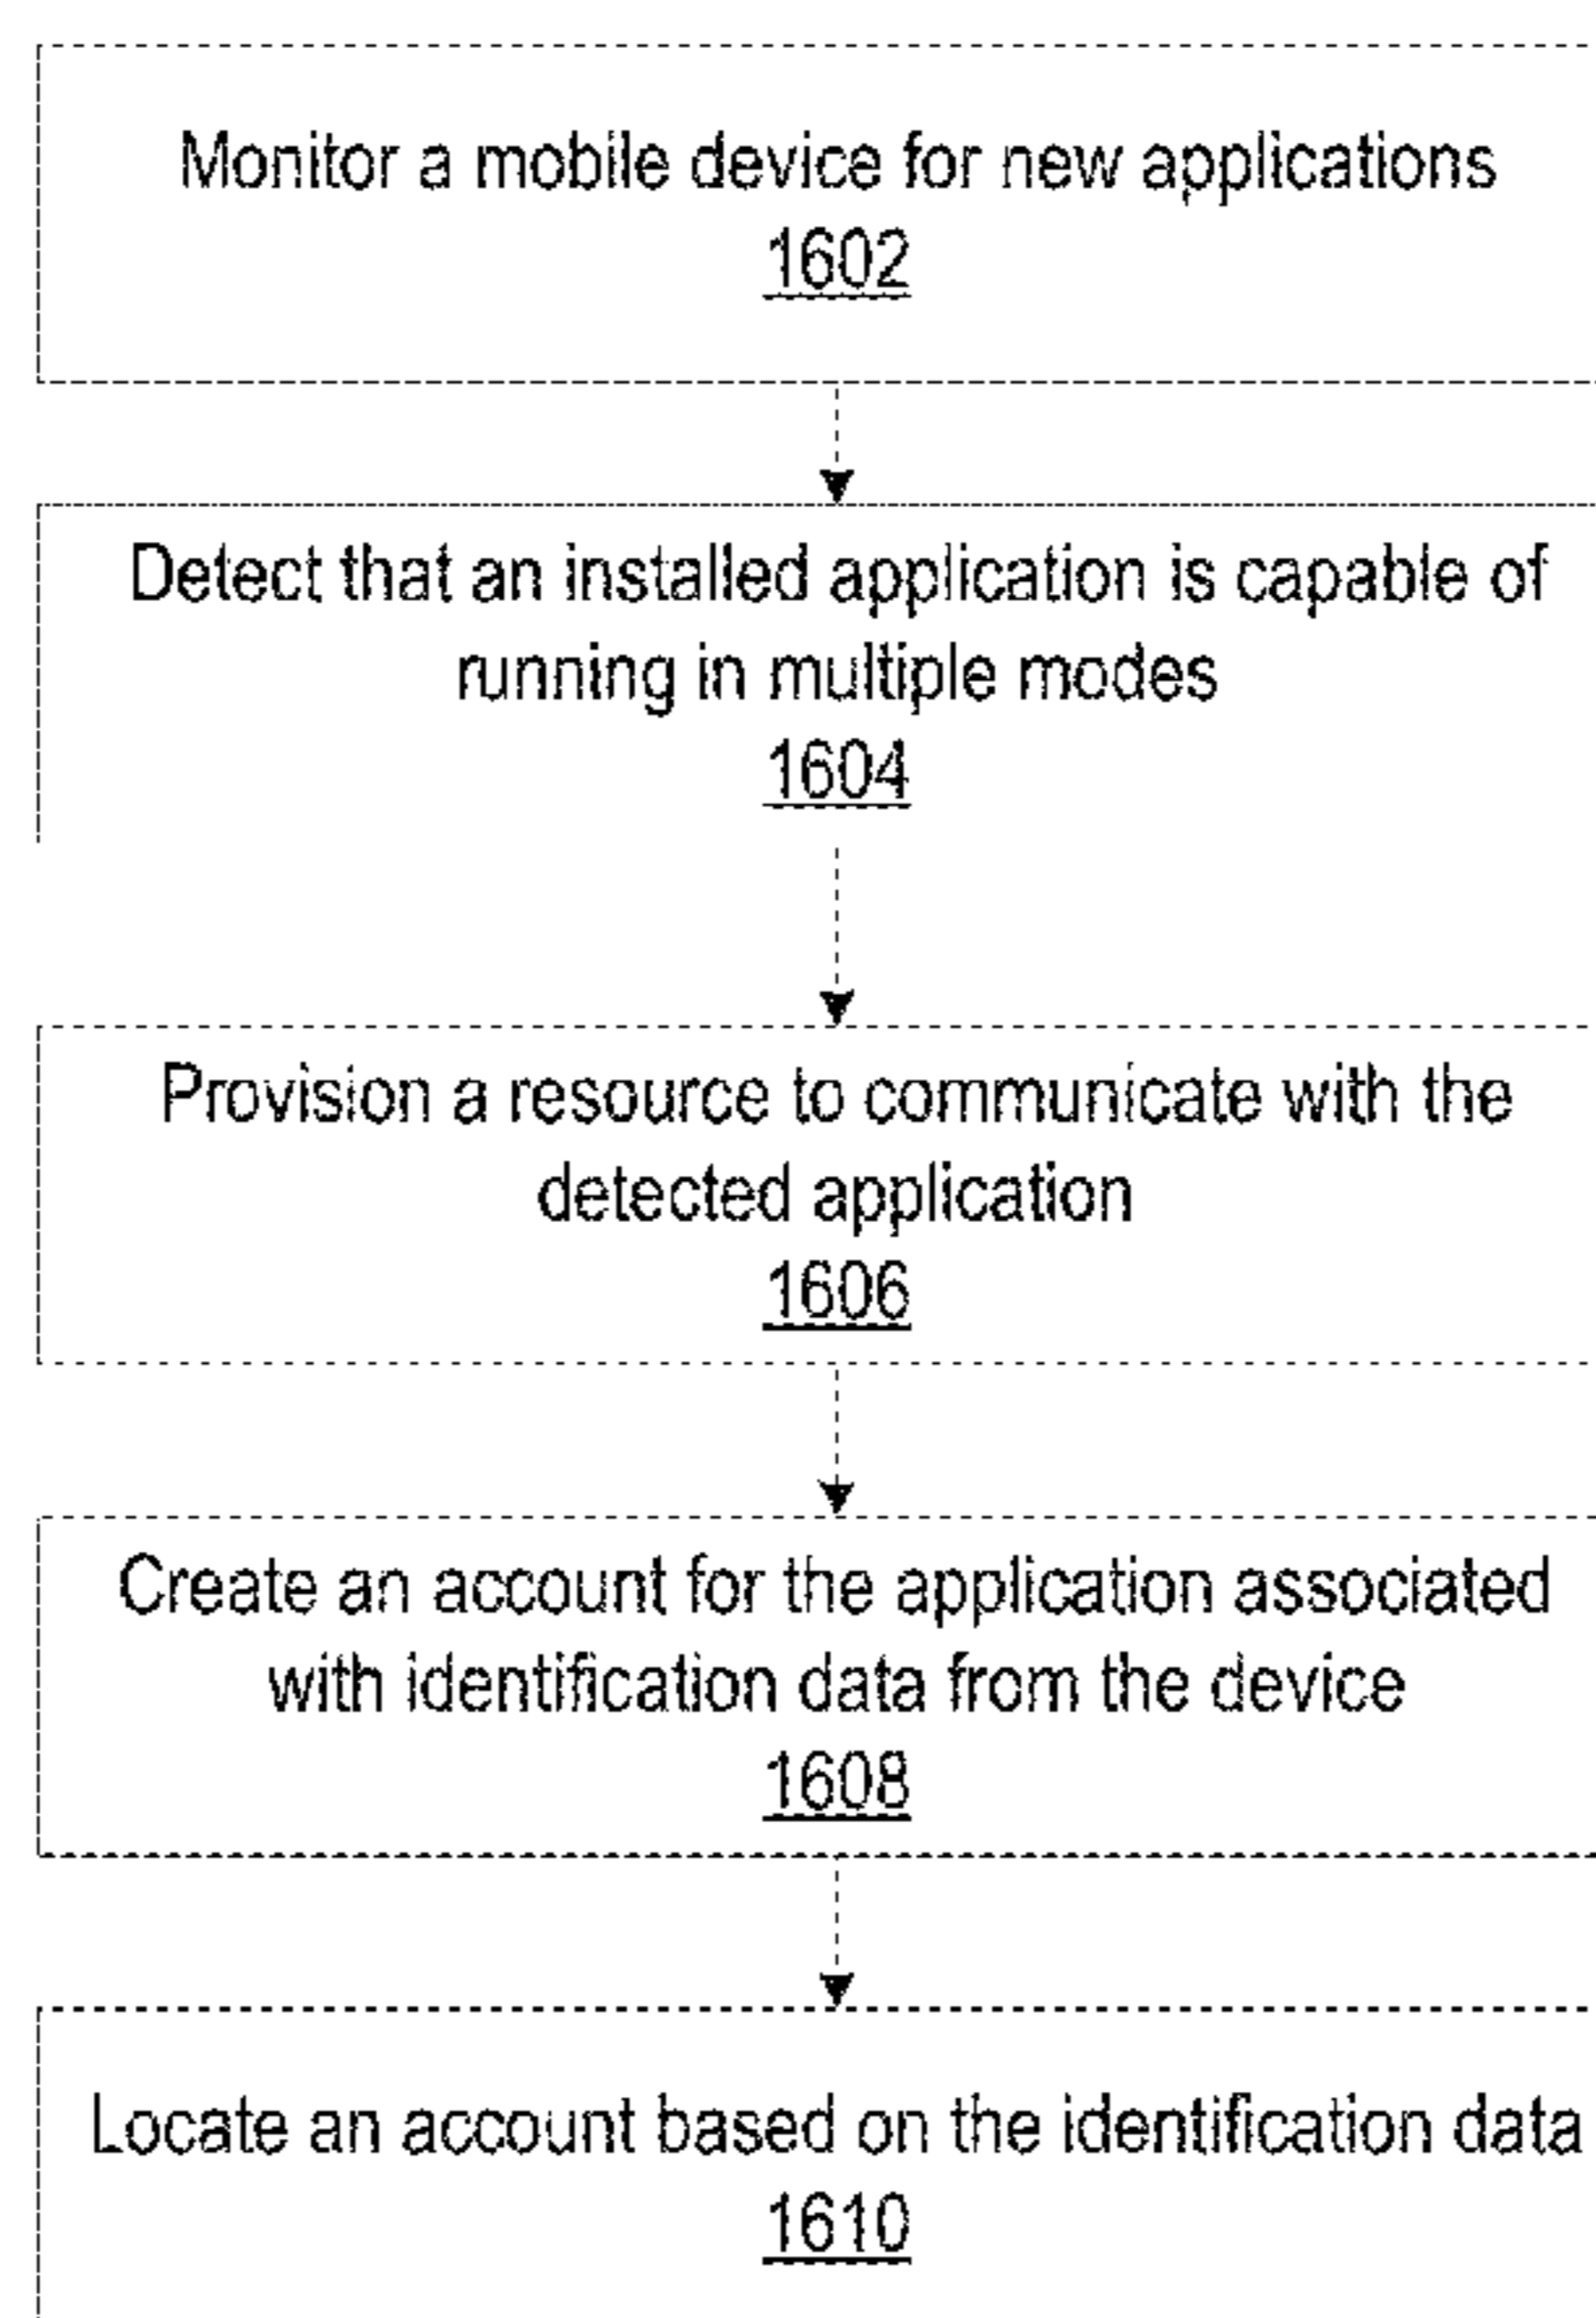 Monitor a mobile device for new applications
1602
Detect that an installed application is capable of
running in multiple modes
1604
Provision a resource to communicate with the
detected application
1606
Create an account for the application associated
with identification data from the device
1608
Locate an account based on the identification data
1610